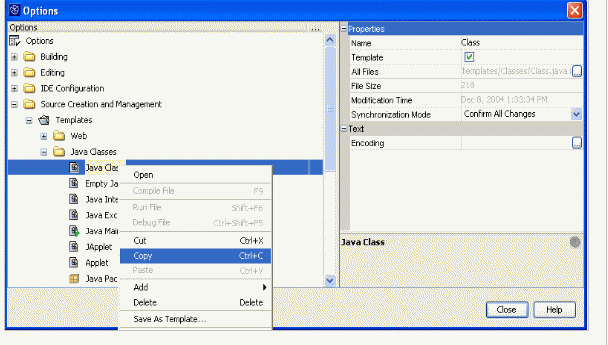 Options
Options
...
Options
Building
Editing
IDE Configuration
Source Creation and Management
Templates
Web
Java Classes
Java Clas
Empty Ja
Java Inte
Java Exc
Java Mai
JApplet
Applet
Java Pac
Open
Compile File F9
Run File Shift+F6
Debug File Ctrl+Shift+F5
Cut Ctrl+X
Copy Ctrl+C
Paste Ctrl+V
Add
Delete Delete
Save As Template...
Properties
Name Class
Template
All Files Templates/Classes/Class.java
...
File Size 218
Modification Time Dec 8, 2004 1:33:34 PM
Synchronization Mode Confirm All Changes
Text
Encoding
...
Java Class
Close
Help